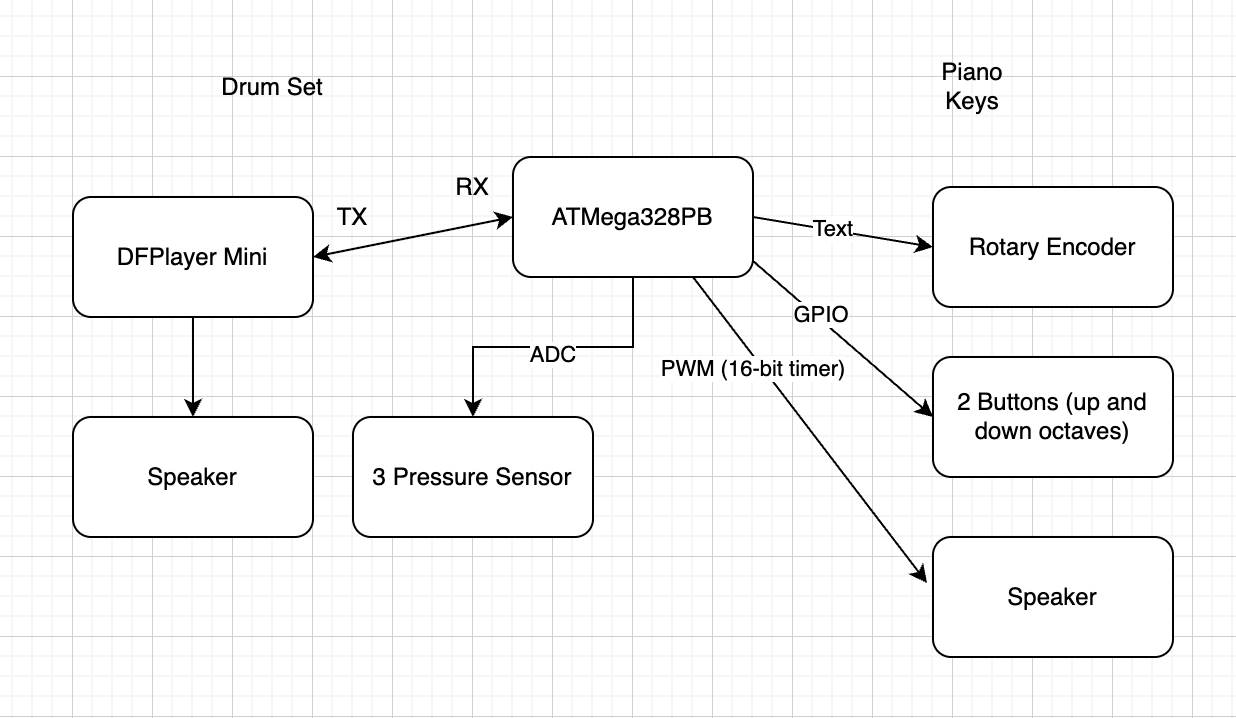 Drum Set
Piano
Keys
RX
TX
ATMega328PB
DFPlayer Mini
Text
Rotary Encoder
GPIO
ADC
PWM (16-bit timer)
2 Buttons (up and
down octaves)
Speaker
3 Pressure Sensor
Speaker